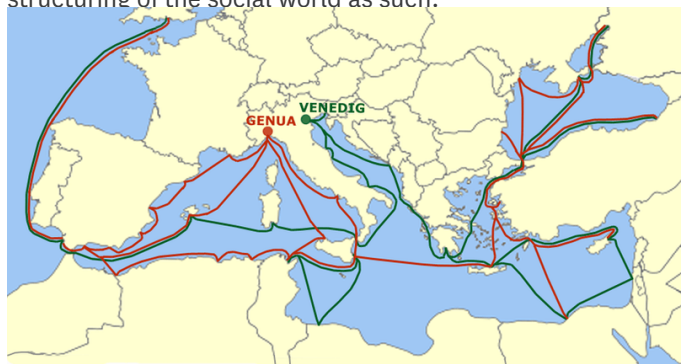 structuring of the social world as such.
VENEDIG
GENUA